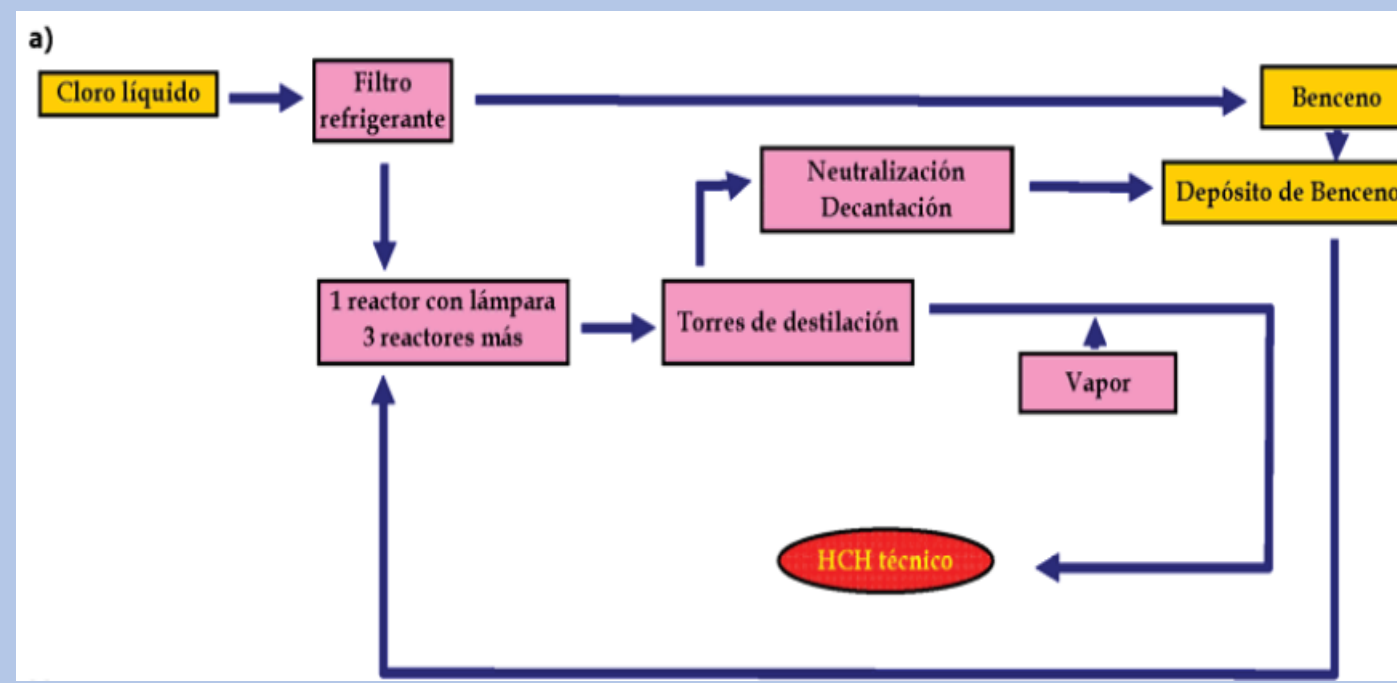 a)
Cloro líquido
Filtro
refrigerante
Benceno
Neutralización
Decantación
Depósito de Benceno
1 reactor con lámpara
3 reactores más
Torres de destilación
Vapor
HCH técnico